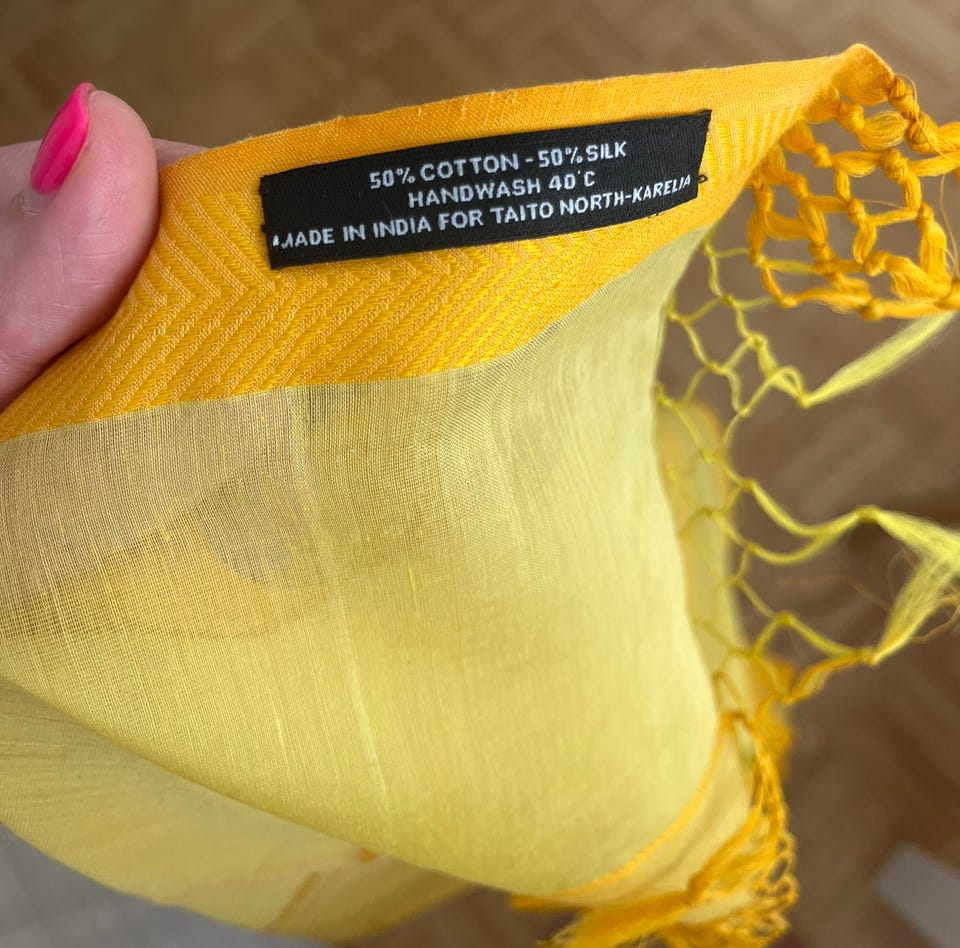 50% COTTON - 50% SILK
HANDWASH 40°C
MADE IN INDIA FOR TAITO NORTH-KARELIA